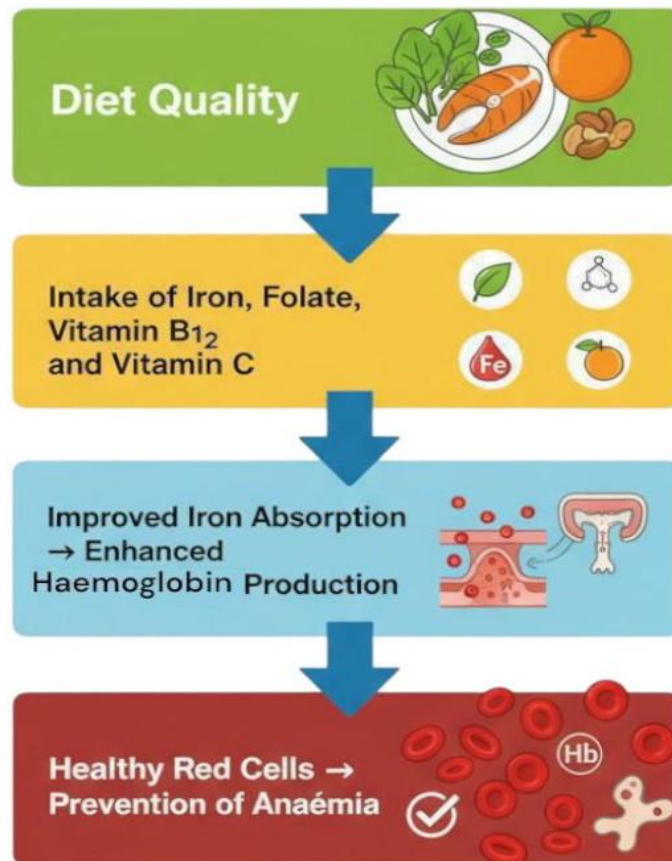 Diet Quality
Intake of Iron, Folate,
Vitamin B₁₂
and Vitamin C
Fe
Improved Iron Absorption
→ Enhanced
Haemoglobin Production
Healthy Red Cells →
Prevention of Anaémia
Hb